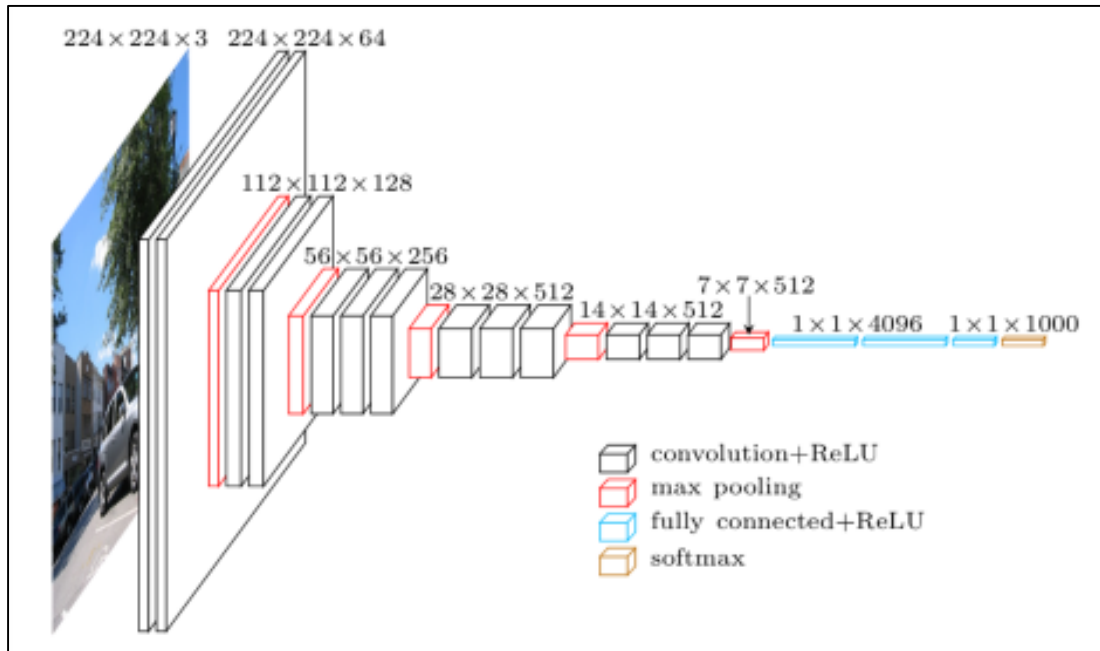 224×224×3
224×224×64
112×112×128
56×56×256
28×28×512
14×14×512
7×7×512
1×1×4096
1×1×1000
convolution+ReLU
max pooling
fully connected+ReLU
softmax